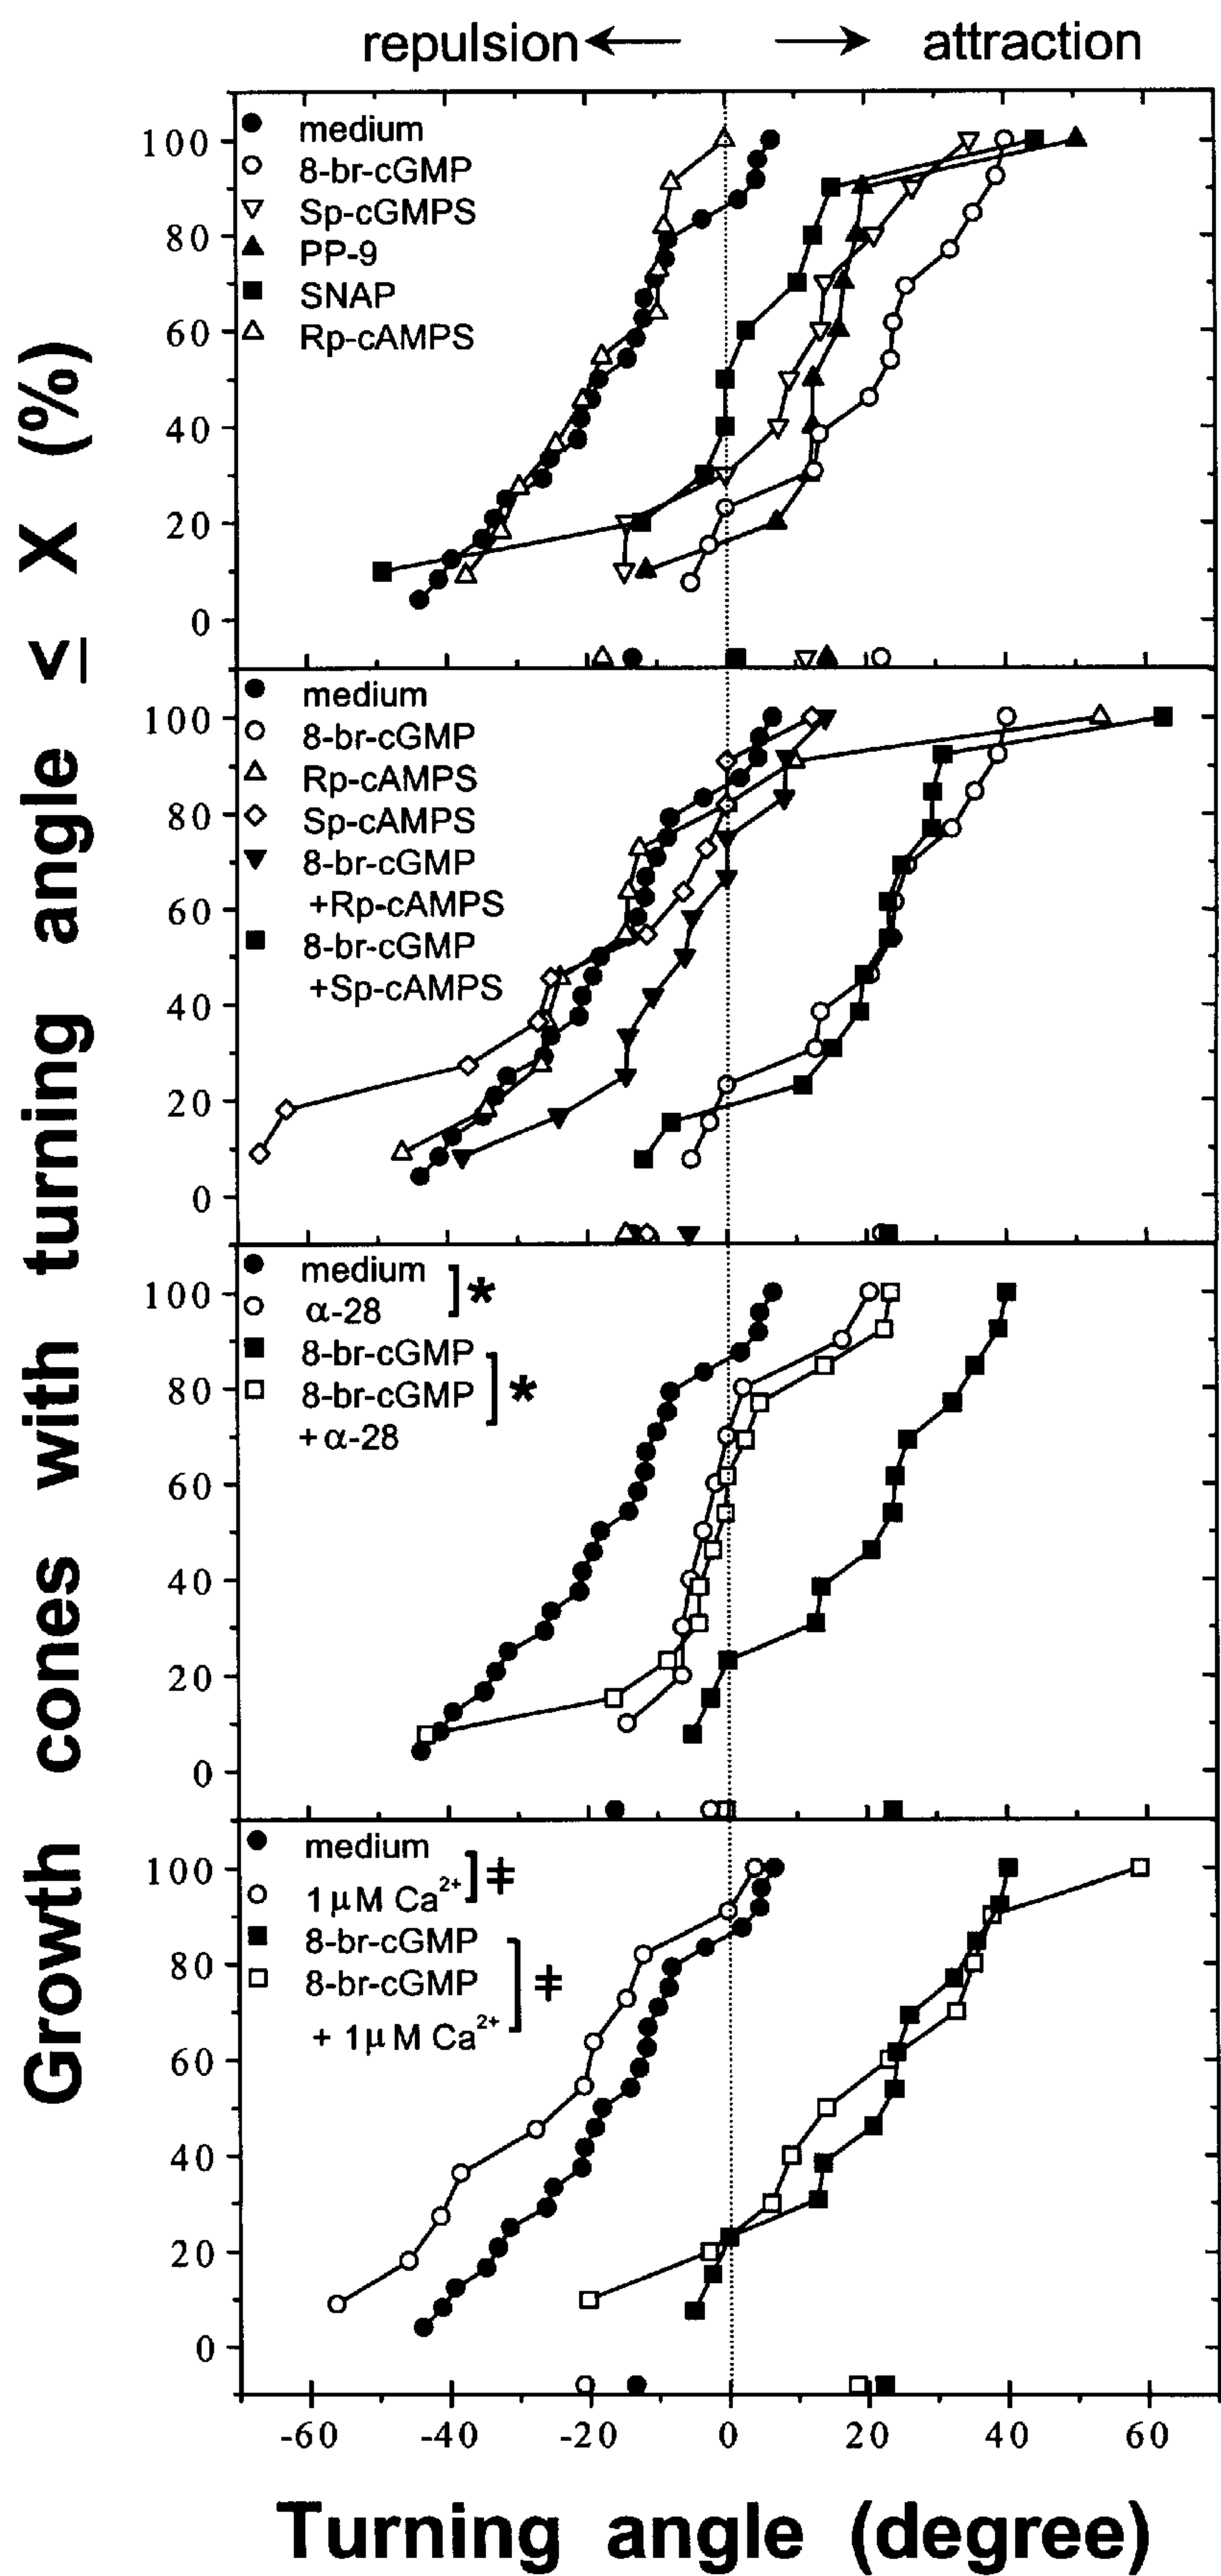 repulsion attraction
Growth cones with turning angle ≤ X (%)
medium
8-br-cGMP
Sp-cGMPS
PP-9
SNAP
Rp-cAMPS
100
80
60
40
20
0
medium
8-br-cGMP
Rp-cAMPS
Sp-cAMPS
8-br-cGMP
+Rp-cAMPS
8-br-cGMP
+Sp-cAMPS
100
80
60
40
20
0
medium ] *
α-28
8-br-cGMP ] *
8-br-cGMP
+α-28
100
80
60
40
20
0
medium ] ‡
1μM Ca²⁺
8-br-cGMP ] ‡
8-br-cGMP
+ 1μM Ca²⁺
100
80
60
40
20
0
-60 -40 -20 0 20 40 60
Turning angle (degree)